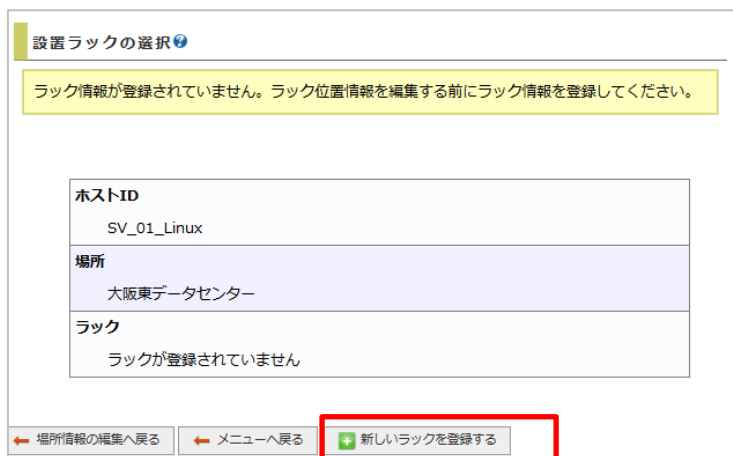 設置ラックの選択
ラック情報が登録されていません。ラック位置情報を編集する前にラック情報を登録してください。
ホストID
SV_01_Linux
場所
大阪東データセンター
ラック
ラックが登録されていません
場所情報の編集へ戻る メニューへ戻る 新しいラックを登録する